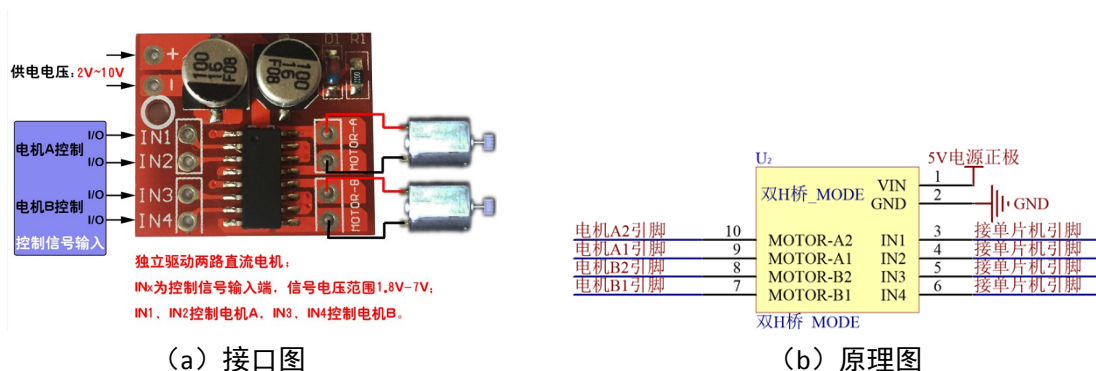 +
D1
R1
供电电压：2V~10V
100
16
F08
100
16
F08
-
I/O
IN1
MOTOR-A
电机A控制
I/O
IN2
I/O
IN3
MOTOR-B
电机B控制
I/O
IN4
控制信号输入
独立驱动两路直流电机；
INx为控制信号输入端，信号电压范围1.8V-7V；
IN1、IN2控制电机A，IN3、IN4控制电机B。
（a）接口图
U2
双H桥_MODE
5V电源正极
VIN
1
GND
2
GND
电机A2引脚
10
MOTOR-A2
IN1
3
接单片机引脚
电机A1引脚
9
MOTOR-A1
IN2
4
接单片机引脚
电机B2引脚
8
MOTOR-B2
IN3
5
接单片机引脚
电机B1引脚
7
MOTOR-B1
IN4
6
接单片机引脚
双H桥 MODE
（b）原理图